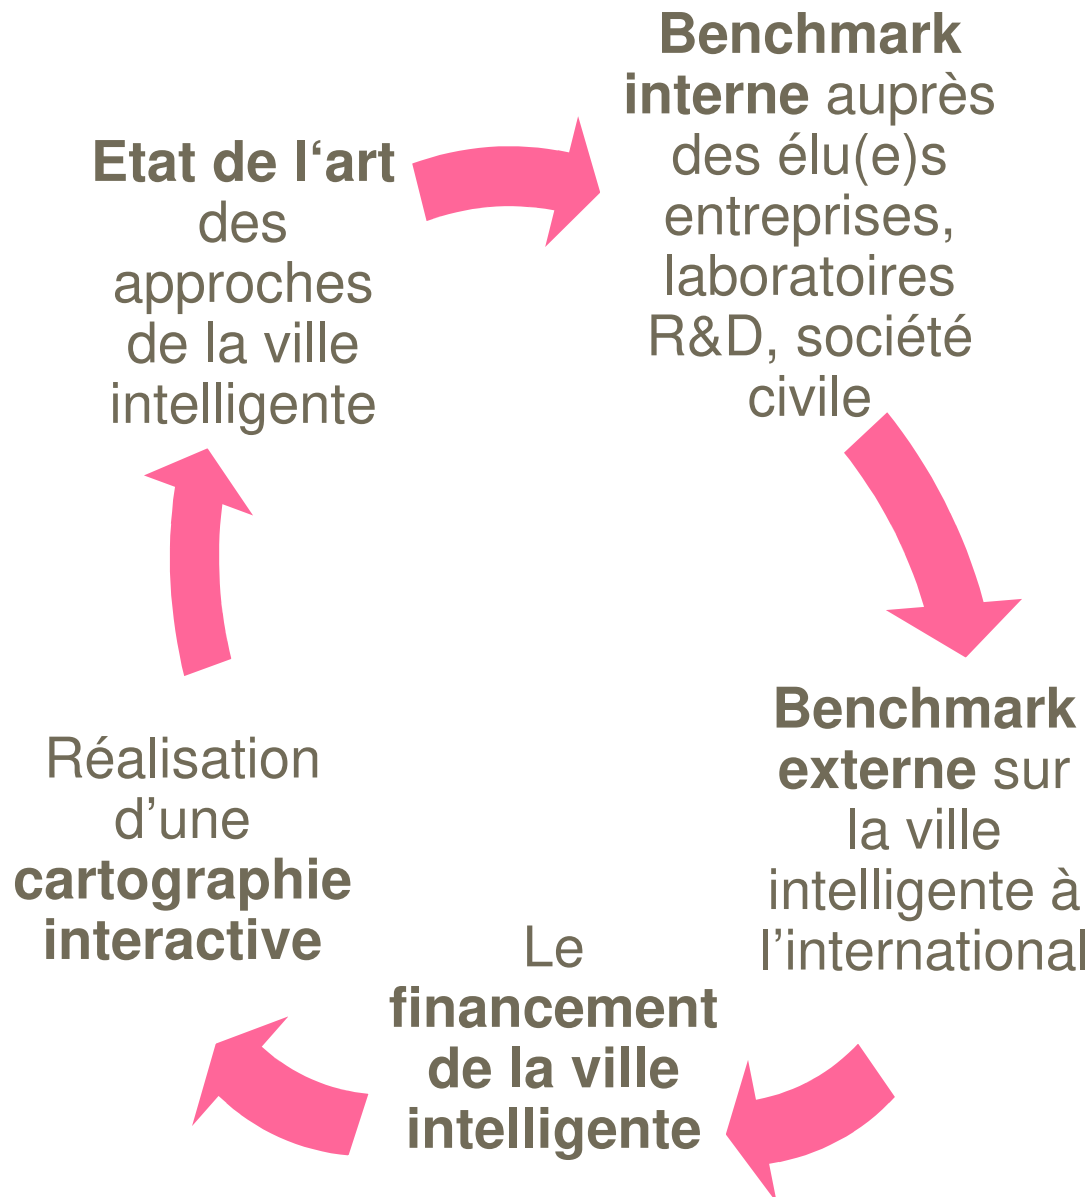 Etat de l‘art
des
approches
de la ville
intelligente
Benchmark
interne auprès
des élu(e)s
entreprises,
laboratoires
R&D, société
civile
Benchmark
externe sur
la ville
intelligente à
l’international
Le
financement
de la ville
intelligente
Réalisation
d’une
cartographie
interactive